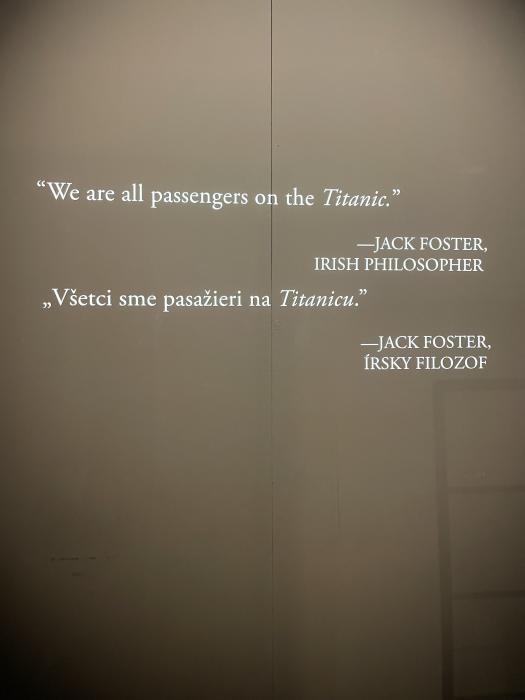 “We are all passengers on the Titanic.”
—JACK FOSTER,
IRISH PHILOSOPHER
„Všetci sme pasažieri na Titanicu.”
—JACK FOSTER,
ÍRSKY FILOZOF